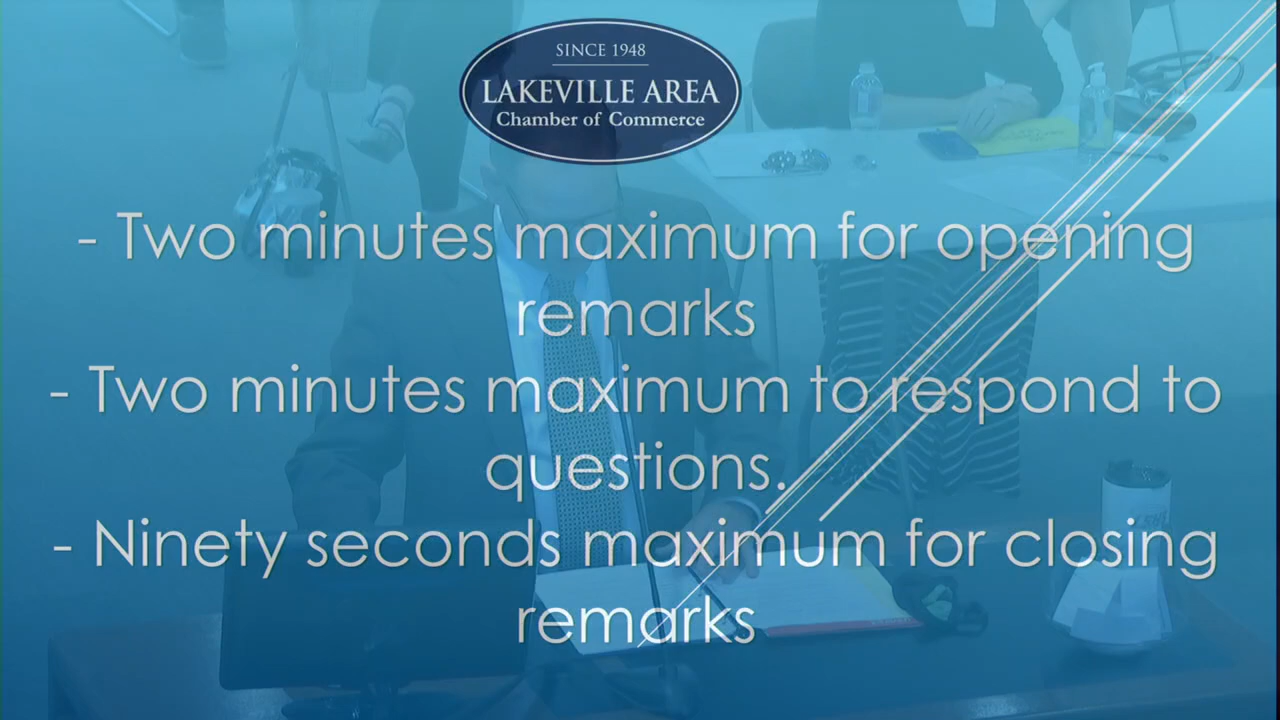 SINCE 1948
LAKEVILLE AREA
Chamber of Commerce
- Two minutes maximum for opening
remarks
- Two minutes maximum to respond to
questions.
- Ninety seconds maximum for closing
remarks